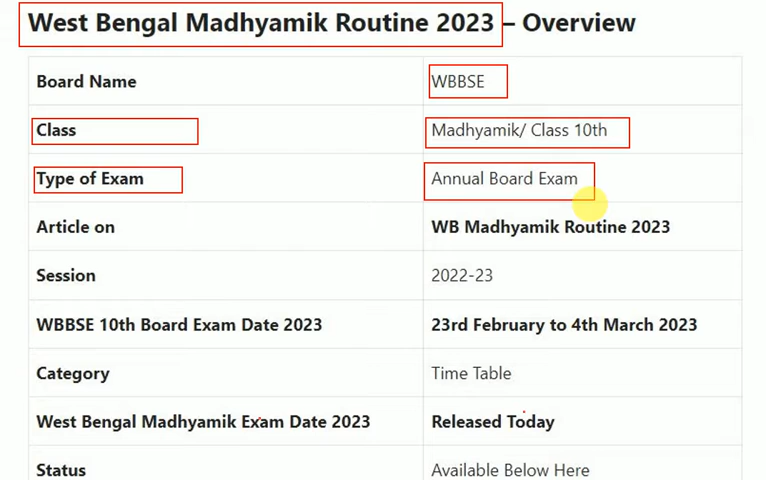 West Bengal Madhyamik Routine 2023 – Overview
Board Name WBBSE
Class Madhyamik/ Class 10th
Type of Exam Annual Board Exam
Article on WB Madhyamik Routine 2023
Session 2022-23
WBBSE 10th Board Exam Date 2023 23rd February to 4th March 2023
Category Time Table
West Bengal Madhyamik Exam Date 2023 Released Today
Status Available Below Here